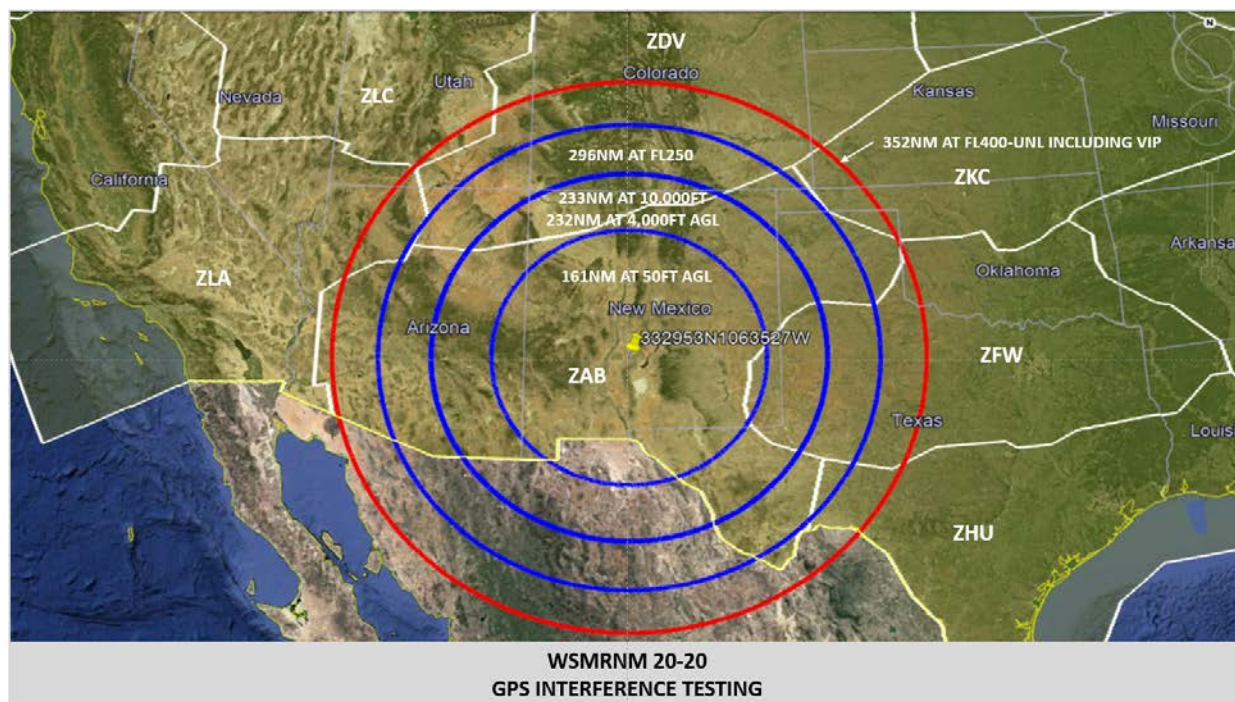 N
ZDV
Colorado
Utah
Nevada
ZLC
Kansas
Missouri
352NM AT FL400-UNL INCLUDING VIP
296NM AT FL250
California
ZKC
233NM AT 10,000FT
232NM AT 4,000FT AGL
Arkansa
ZLA
161NM AT 50FT AGL
Oklahoma
New Mexico
Arizona
332953N1063527W
ZFW
ZAB
Texas
Louis
ZHU
WSMRNM 20-20
GPS INTERFERENCE TESTING